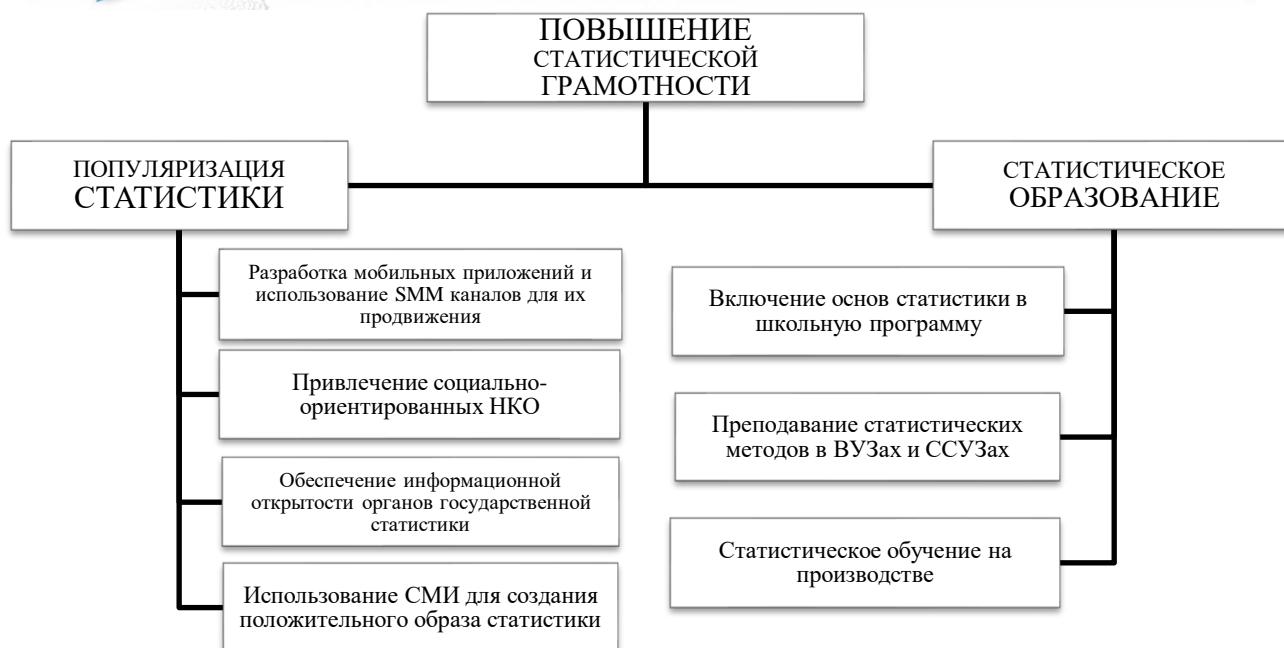 ПОВЫШЕНИЕ
СТАТИСТИЧЕСКОЙ
ГРАМОТНОСТИ
ПОПУЛЯРИЗАЦИЯ
СТАТИСТИКИ
Разработка мобильных приложений и
использование SMM каналов для их
продвижения
Привлечение социально-
ориентированных НКО
Обеспечение информационной
открытости органов государственной
статистики
Использование СМИ для создания
положительного образа статистики
СТАТИСТИЧЕСКОЕ
ОБРАЗОВАНИЕ
Включение основ статистики в
школьную программу
Преподавание статистических
методов в ВУЗах и ССУЗах
Статистическое обучение на
производстве